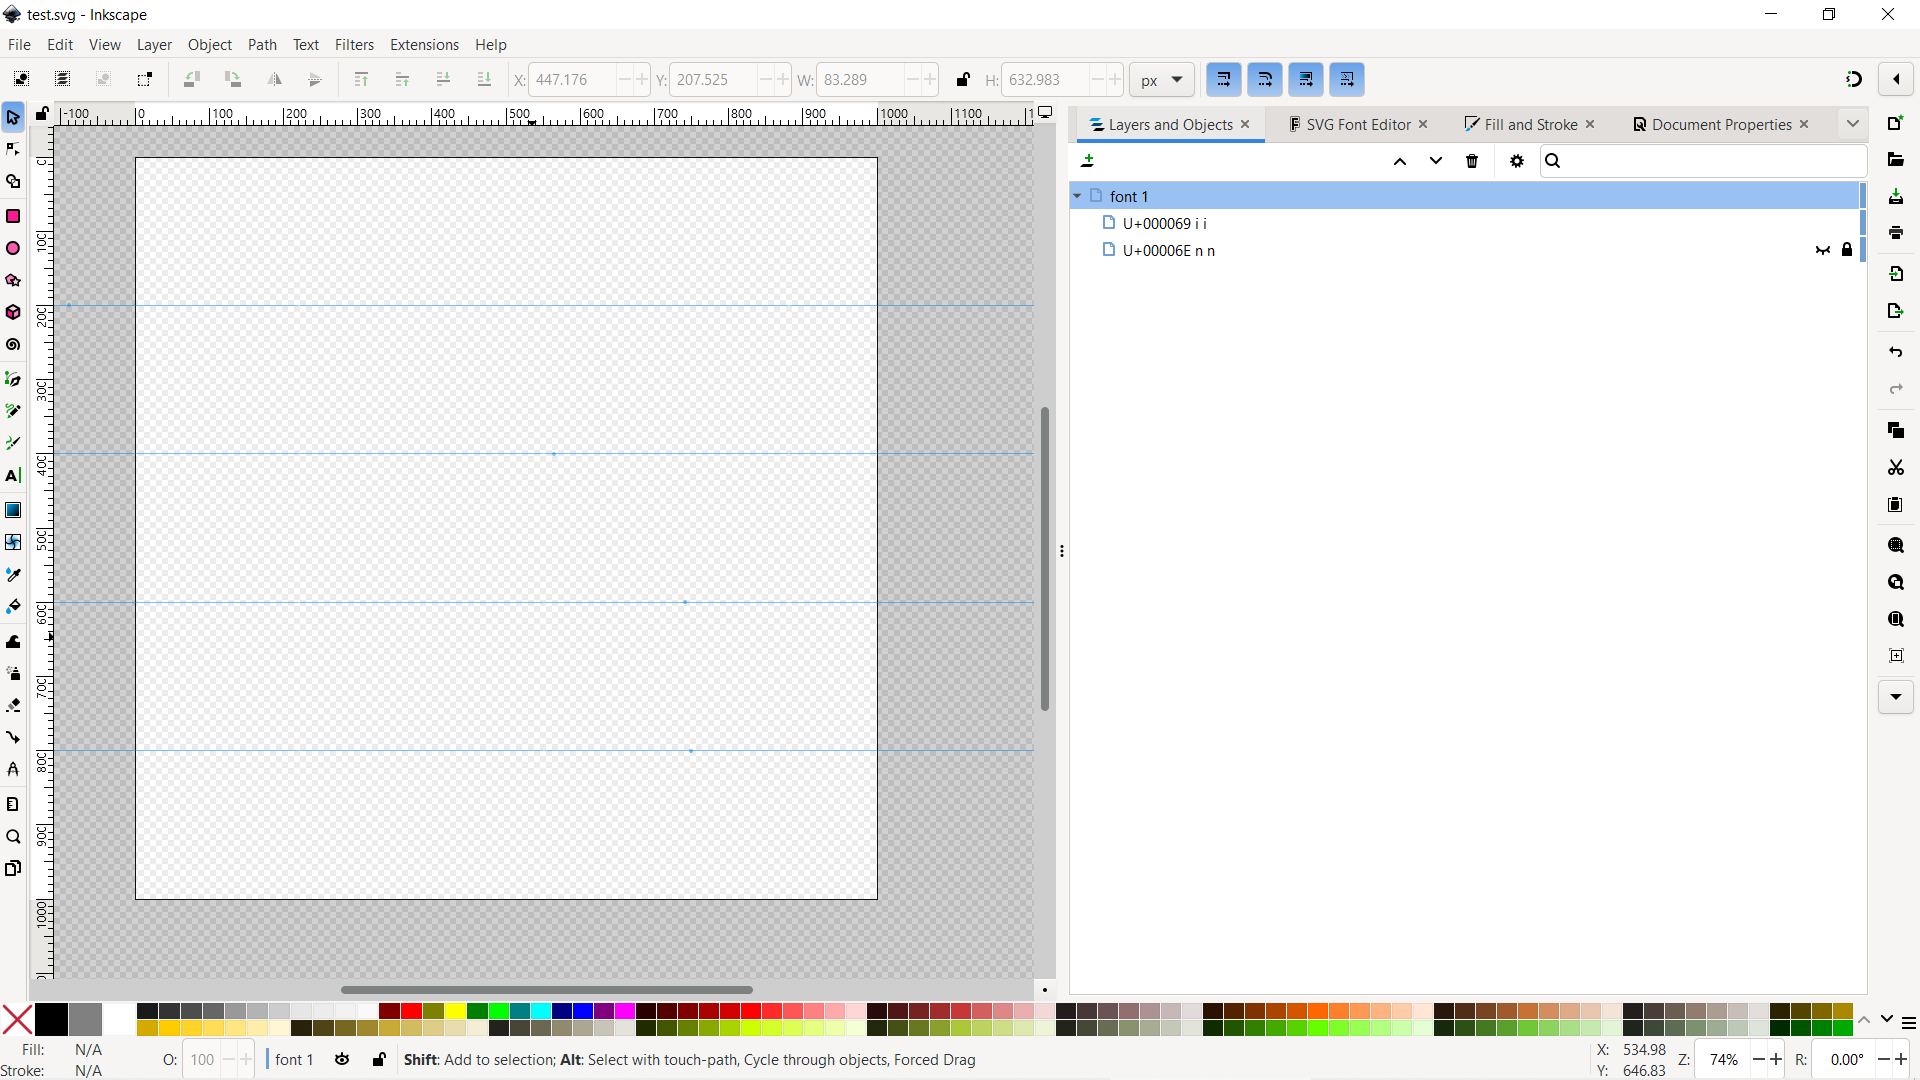 test.svg - Inkscape
File Edit View Layer Object Path Text Filters Extensions Help
X: 447.176 Y: 207.525 W: 83.289 H: 632.983 px
-100 0 100 200 300 400 500 600 700 800 900 1000 1100
0
100
200
300
400
500
600
700
800
900
1000
Layers and Objects SVG Font Editor Fill and Stroke Document Properties
font 1
U+000069 i i
U+00006E n n
Fill: N/A
Stroke: N/A
O: 100 font 1 Shift: Add to selection; Alt: Select with touch-path, Cycle through objects, Forced Drag
X: 534.98
Y: 646.83
Z: 74% R: 0.00°